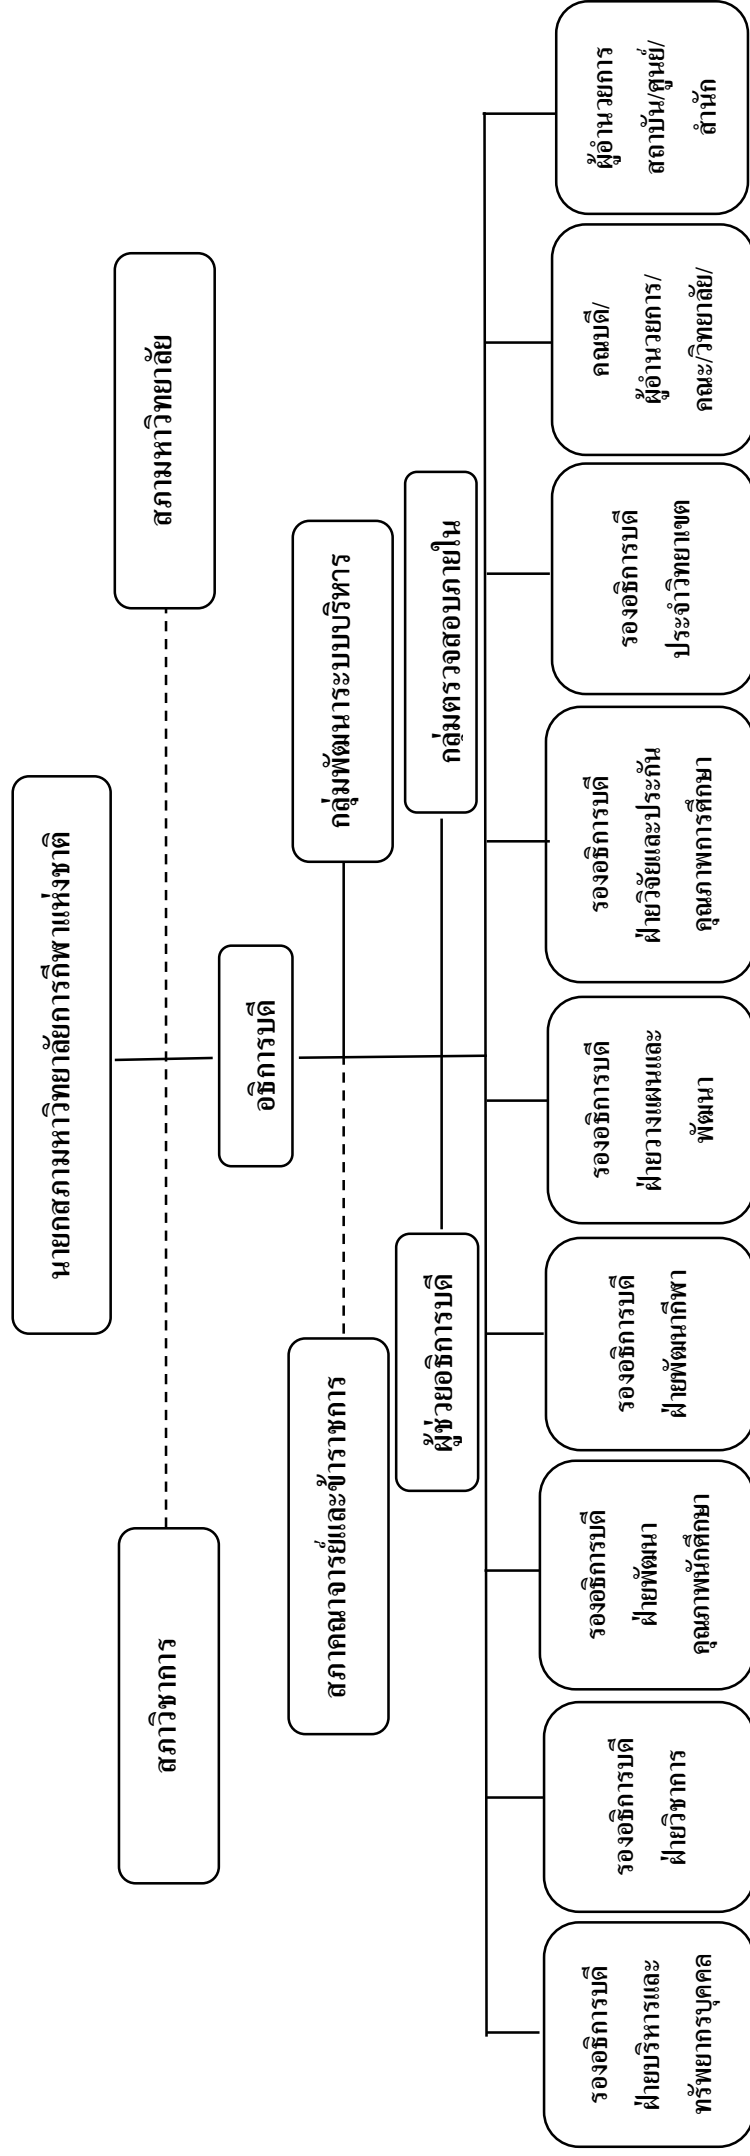 นายกสภามหาวิทยาลัยการกีฬาแห่งชาติ
สภาวิชาการ
สภามหาวิทยาลัย
อธิการบดี
สภาคณาจารย์และข้าราชการ
กลุ่มพัฒนาระบบบริหาร
ผู้ช่วยอธิการบดี
กลุ่มตรวจสอบภายใน
รองอธิการบดี
ฝ่ายบริหารและ
ทรัพยากรบุคคล
รองอธิการบดี
ฝ่ายวิชาการ
รองอธิการบดี
ฝ่ายพัฒนา
คุณภาพนักศึกษา
รองอธิการบดี
ฝ่ายพัฒนากีฬา
รองอธิการบดี
ฝ่ายวางแผนและ
พัฒนา
รองอธิการบดี
ฝ่ายวิจัยและประกัน
คุณภาพการศึกษา
รองอธิการบดี
ประจำวิทยาเขต
คณบดี/
ผู้อำนวยการ/
คณะ/วิทยาลัย/
ผู้อำนวยการ
สถาบัน/ศูนย์/
สำนัก